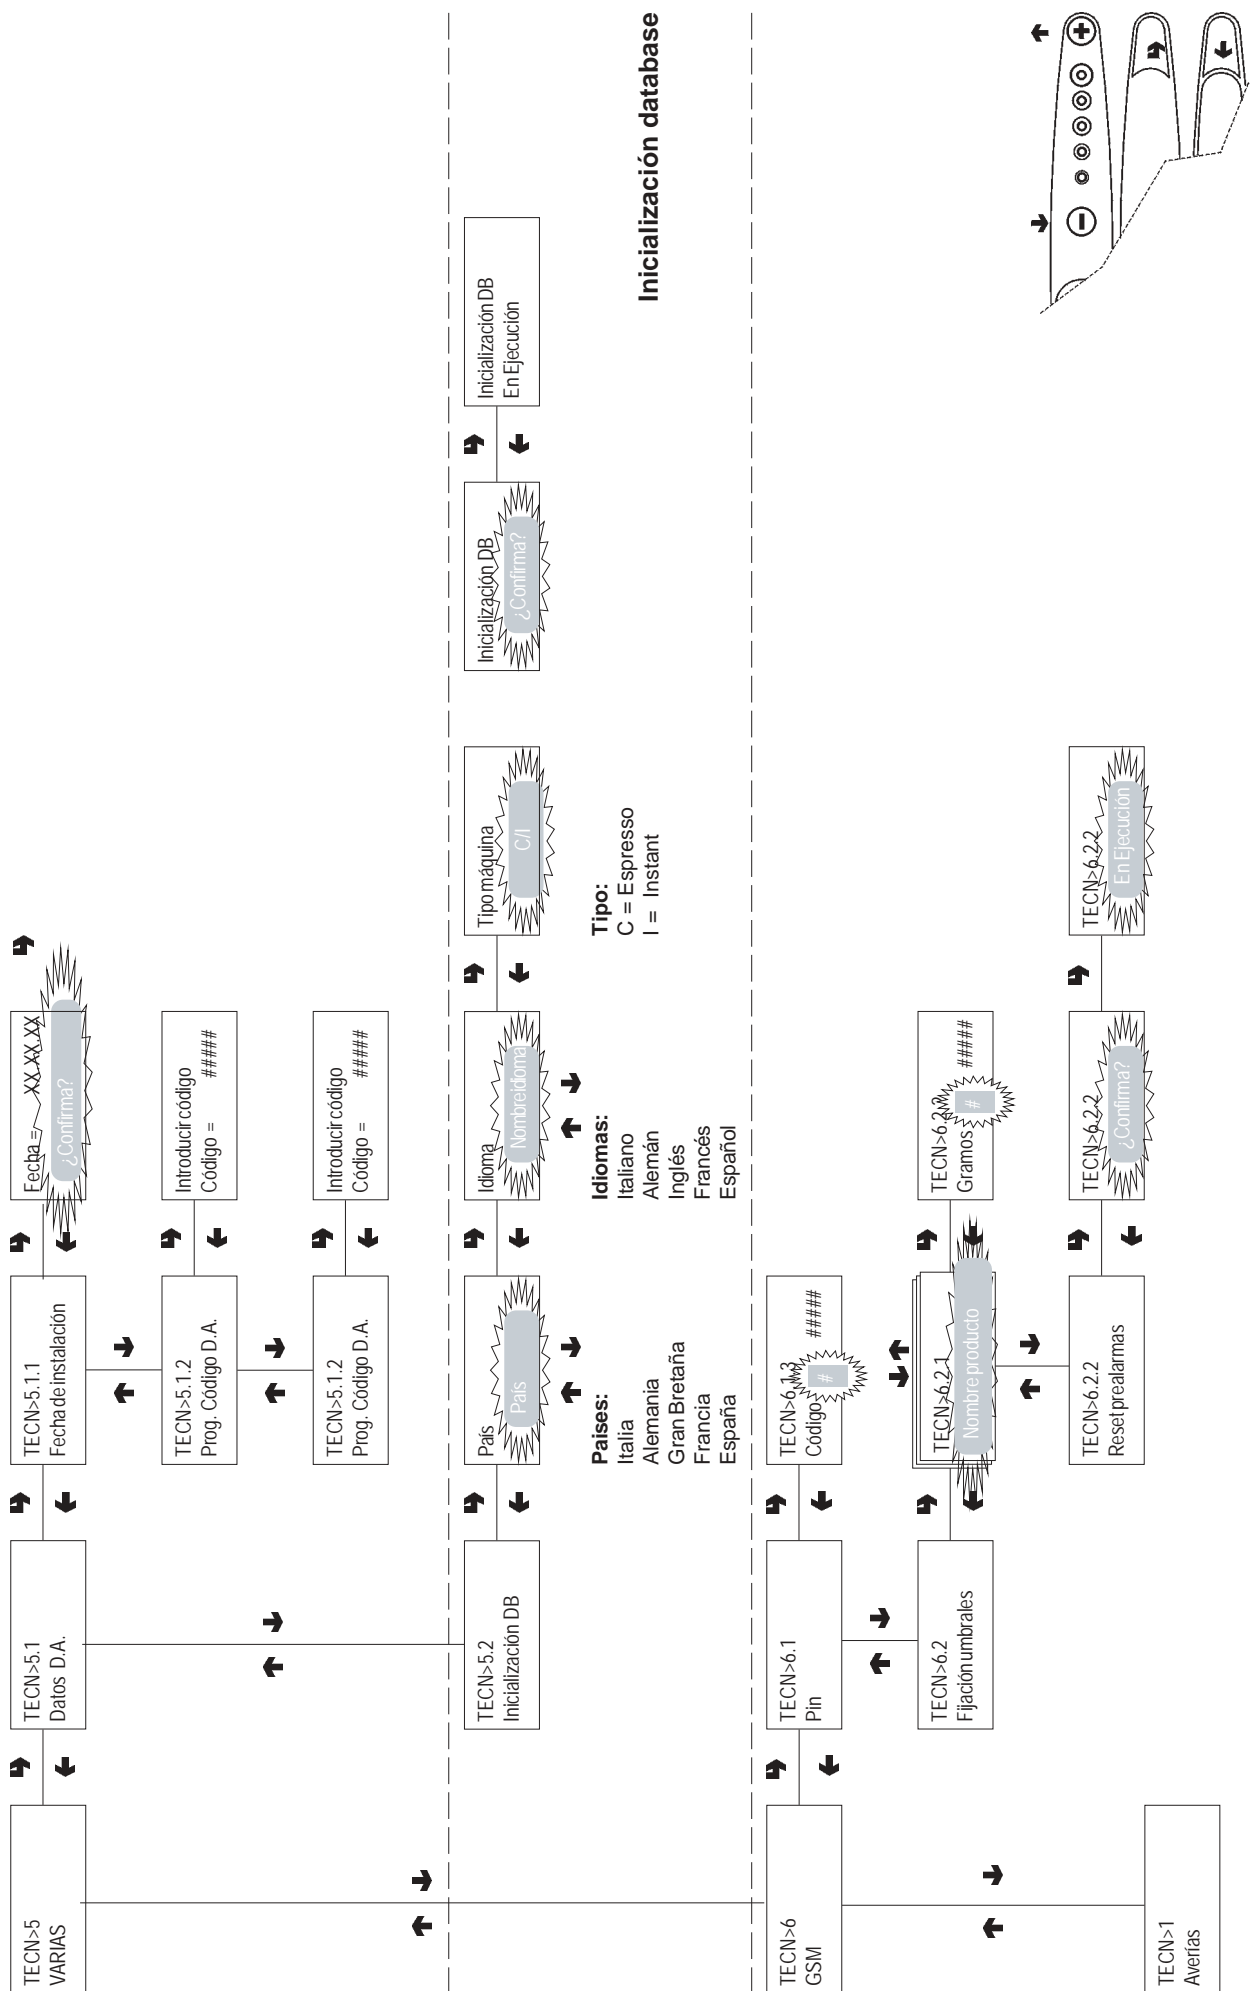 TECN>5
VARIAS
TECN>5.1
Datos D.A.
TECN>5.1.1
Fecha de instalación
Fecha = XX.XX.XX
¿Confirma?
TECN>5.1.2
Prog. Código D.A.
Introducir código
Código = #####
TECN>5.1.2
Prog. Código D.A.
Introducir código
Código = #####
TECN>5.2
Inicialización DB
País
País
Idioma
Nombre idioma
Tipo máquina
C/I
Inicialización DB
¿Confirma?
Inicialización DB
En Ejecución
Paises:
Italia
Alemania
Gran Bretaña
Francia
España
Idiomas:
Italiano
Alemán
Inglés
Francés
Español
Tipo:
C = Espresso
I = Instant
Inicialización database
TECN>6
GSM
TECN>6.1
Pin
TECN>6.1.3
Código # #####
TECN>6.2
Fijación umbrales
TECN>6.2.1
Nombre producto
TECN>6.2.3
Gramos # #####
TECN>6.2.2
Reset prealarmas
TECN>6.2.2
¿Confirma?
TECN>6.2.2
En Ejecución
TECN>1
Averías